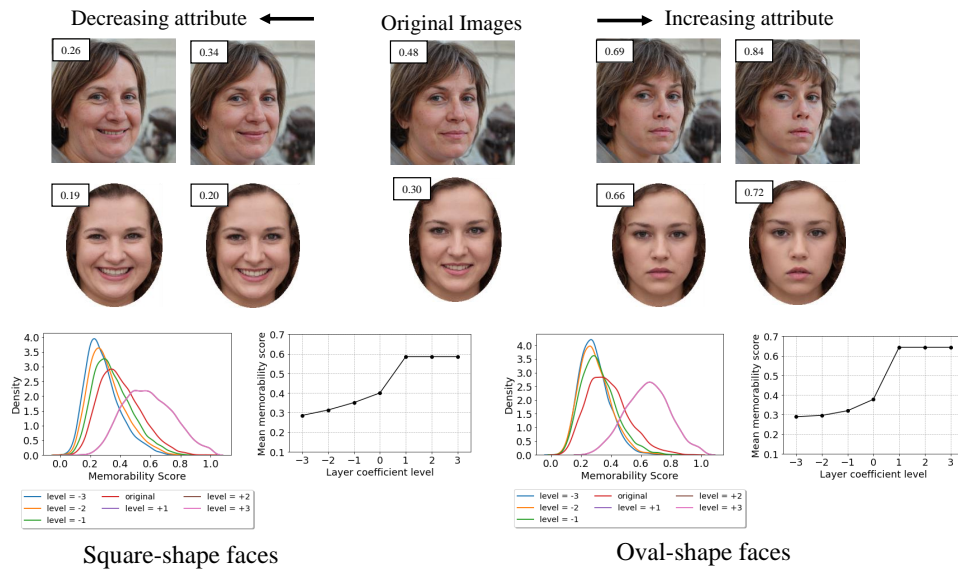 Decreasing attribute
Original Images
Increasing attribute
0.26
0.34
0.48
0.69
0.84
0.19
0.20
0.30
0.66
0.72
4.0
3.5
3.0
2.5
2.0
1.5
1.0
0.5
0.0
Density
0.0 0.2 0.4 0.6 0.8 1.0
Memorability Score
level = -3
level = -2
level = -1
original
level = +1
level = +2
level = +3
0.7
0.6
0.5
0.4
0.3
0.2
0.1
Mean memorability score
−3 −2 −1 0 1 2 3
Layer coefficient level
Square-shape faces
4.0
3.5
3.0
2.5
2.0
1.5
1.0
0.5
0.0
Density
0.0 0.2 0.4 0.6 0.8 1.0
Memorability Score
level = -3
level = -2
level = -1
original
level = +1
level = +2
level = +3
0.7
0.6
0.5
0.4
0.3
0.2
0.1
Mean memorability score
−3 −2 −1 0 1 2 3
Layer coefficient level
Oval-shape faces